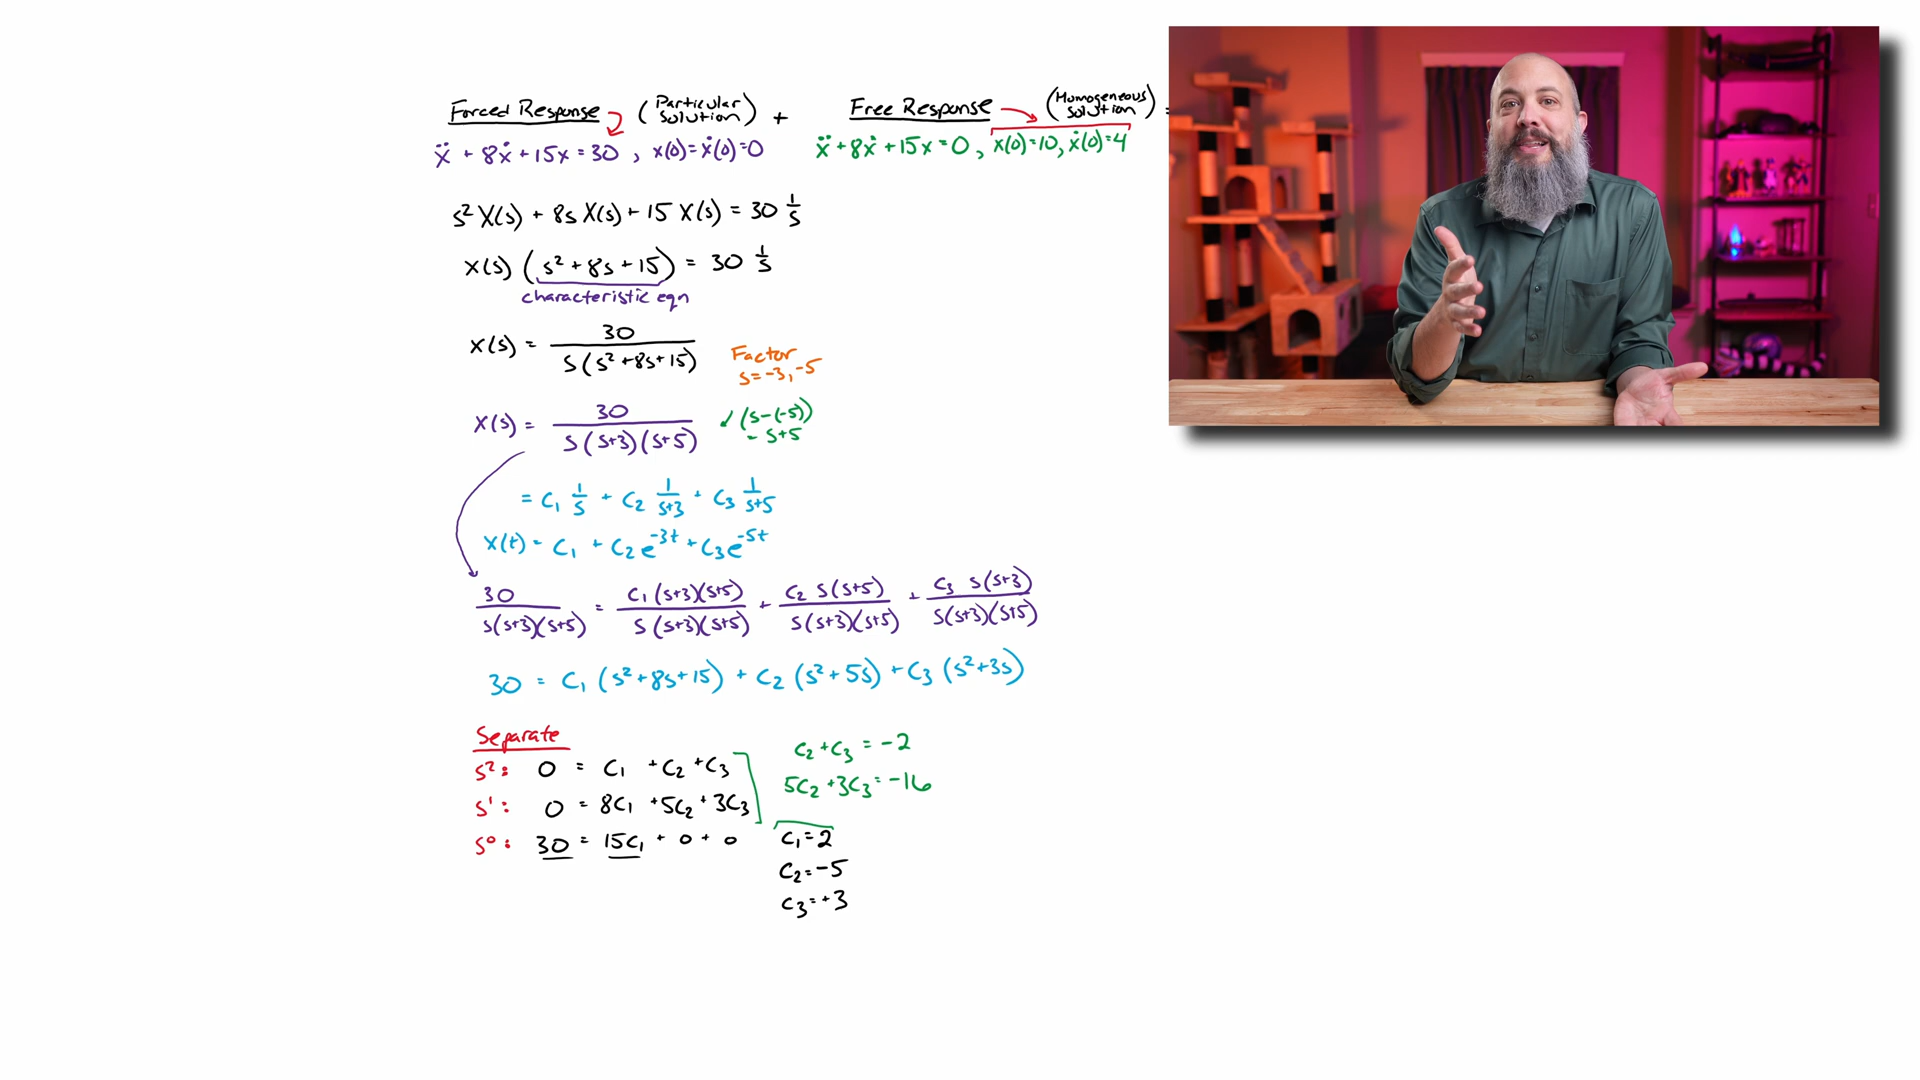 Forced Response (Particular Solution) + Free Response (Homogeneous Solution) =
ẍ + 8ẋ + 15x = 30 , x(0) = ẋ(0) = 0
ẍ + 8ẋ + 15x = 0 , x(0) = 10, ẋ(0) = 4
s² X(s) + 8s X(s) + 15 X(s) = 30 1/s
X(s) (s² + 8s + 15) = 30 1/s
characteristic eqn
X(s) = 30 / s(s² + 8s + 15)
Factor
s = -3, -5
X(s) = 30 / s(s+3)(s+5)
✓ (s-(-5))
= s+5
= C₁ 1/s + C₂ 1/(s+3) + C₃ 1/(s+5)
x(t) = C₁ + C₂e^(-3t) + C₃e^(-5t)
30 / s(s+3)(s+5) = C₁(s+3)(s+5) / s(s+3)(s+5) + C₂ s(s+5) / s(s+3)(s+5) + C₃ s(s+3) / s(s+3)(s+5)
30 = C₁ (s² + 8s + 15) + C₂ (s² + 5s) + C₃ (s² + 3s)
Separate
s²: 0 = C₁ + C₂ + C₃
s¹: 0 = 8C₁ + 5C₂ + 3C₃
s⁰: 30 = 15C₁ + 0 + 0
C₂ + C₃ = -2
5C₂ + 3C₃ = -16
C₁ = 2
C₂ = -5
C₃ = +3